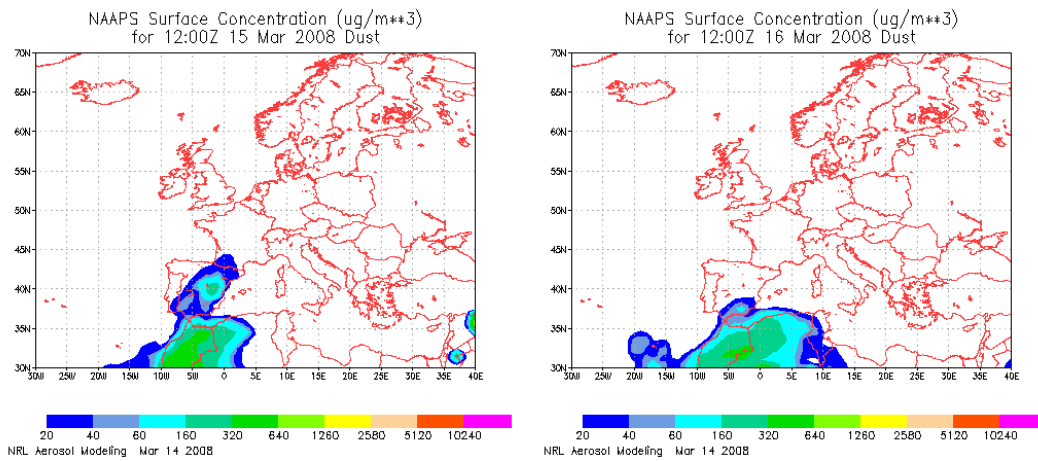 NAAPS Surface Concentration (ug/m**3)
for 12:00Z 15 Mar 2008 Dust
70N
65N
60N
55N
50N
45N
40N
35N
30N
30W 25W 20W 15W 10W 5W 0 5E 10E 15E 20E 25E 30E 35E 40E
20 40 60 160 320 640 1260 2580 5120 10240
NRL Aerosol Modeling Mar 14 2008
NAAPS Surface Concentration (ug/m**3)
for 12:00Z 16 Mar 2008 Dust
70N
65N
60N
55N
50N
45N
40N
35N
30N
30W 25W 20W 15W 10W 5W 0 5E 10E 15E 20E 25E 30E 35E 40E
20 40 60 160 320 640 1260 2580 5120 10240
NRL Aerosol Modeling Mar 14 2008